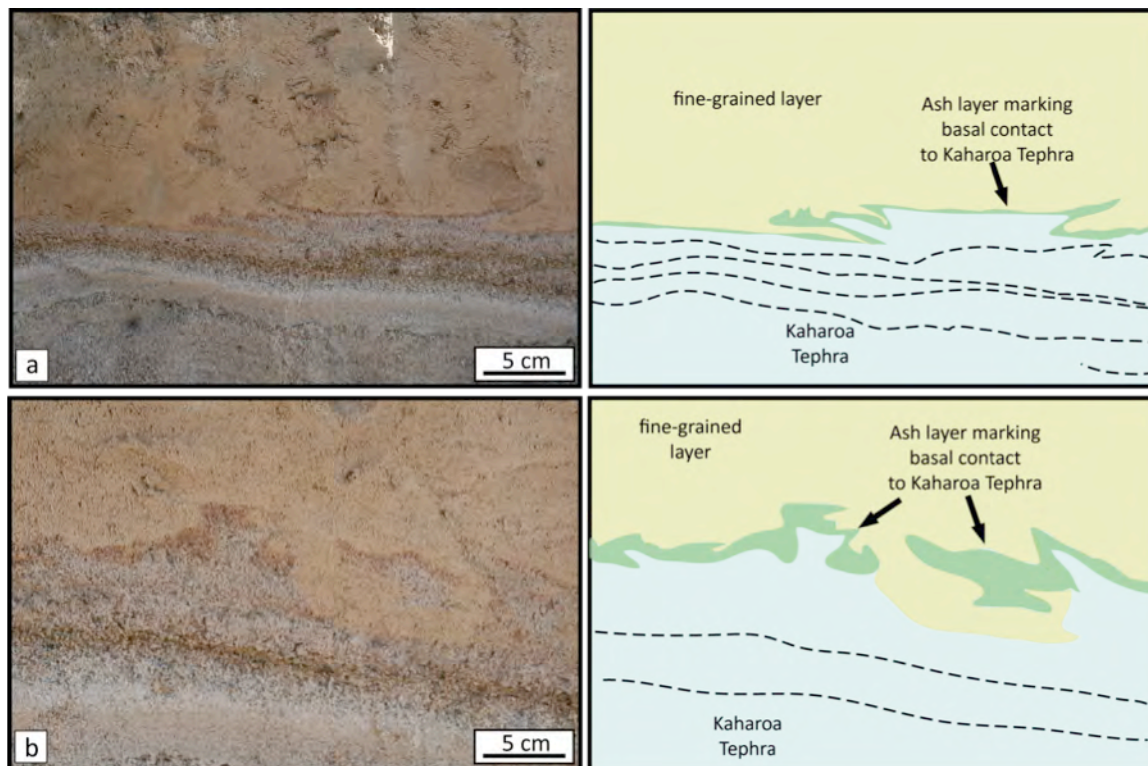 fine-grained layer
Ash layer marking
basal contact
to Kaharoa Tephra
Kaharoa
Tephra
a
5 cm
fine-grained
layer
Ash layer marking
basal contact
to Kaharoa Tephra
Kaharoa
Tephra
b
5 cm